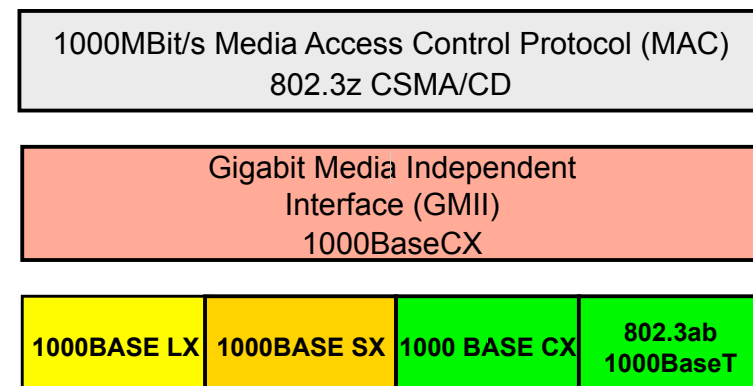 1000MBit/s Media Access Control Protocol (MAC)
802.3z CSMA/CD
Gigabit Media Independent
Interface (GMII)
1000BaseCX
1000BASE LX
1000BASE SX
1000 BASE CX
802.3ab
1000BaseT